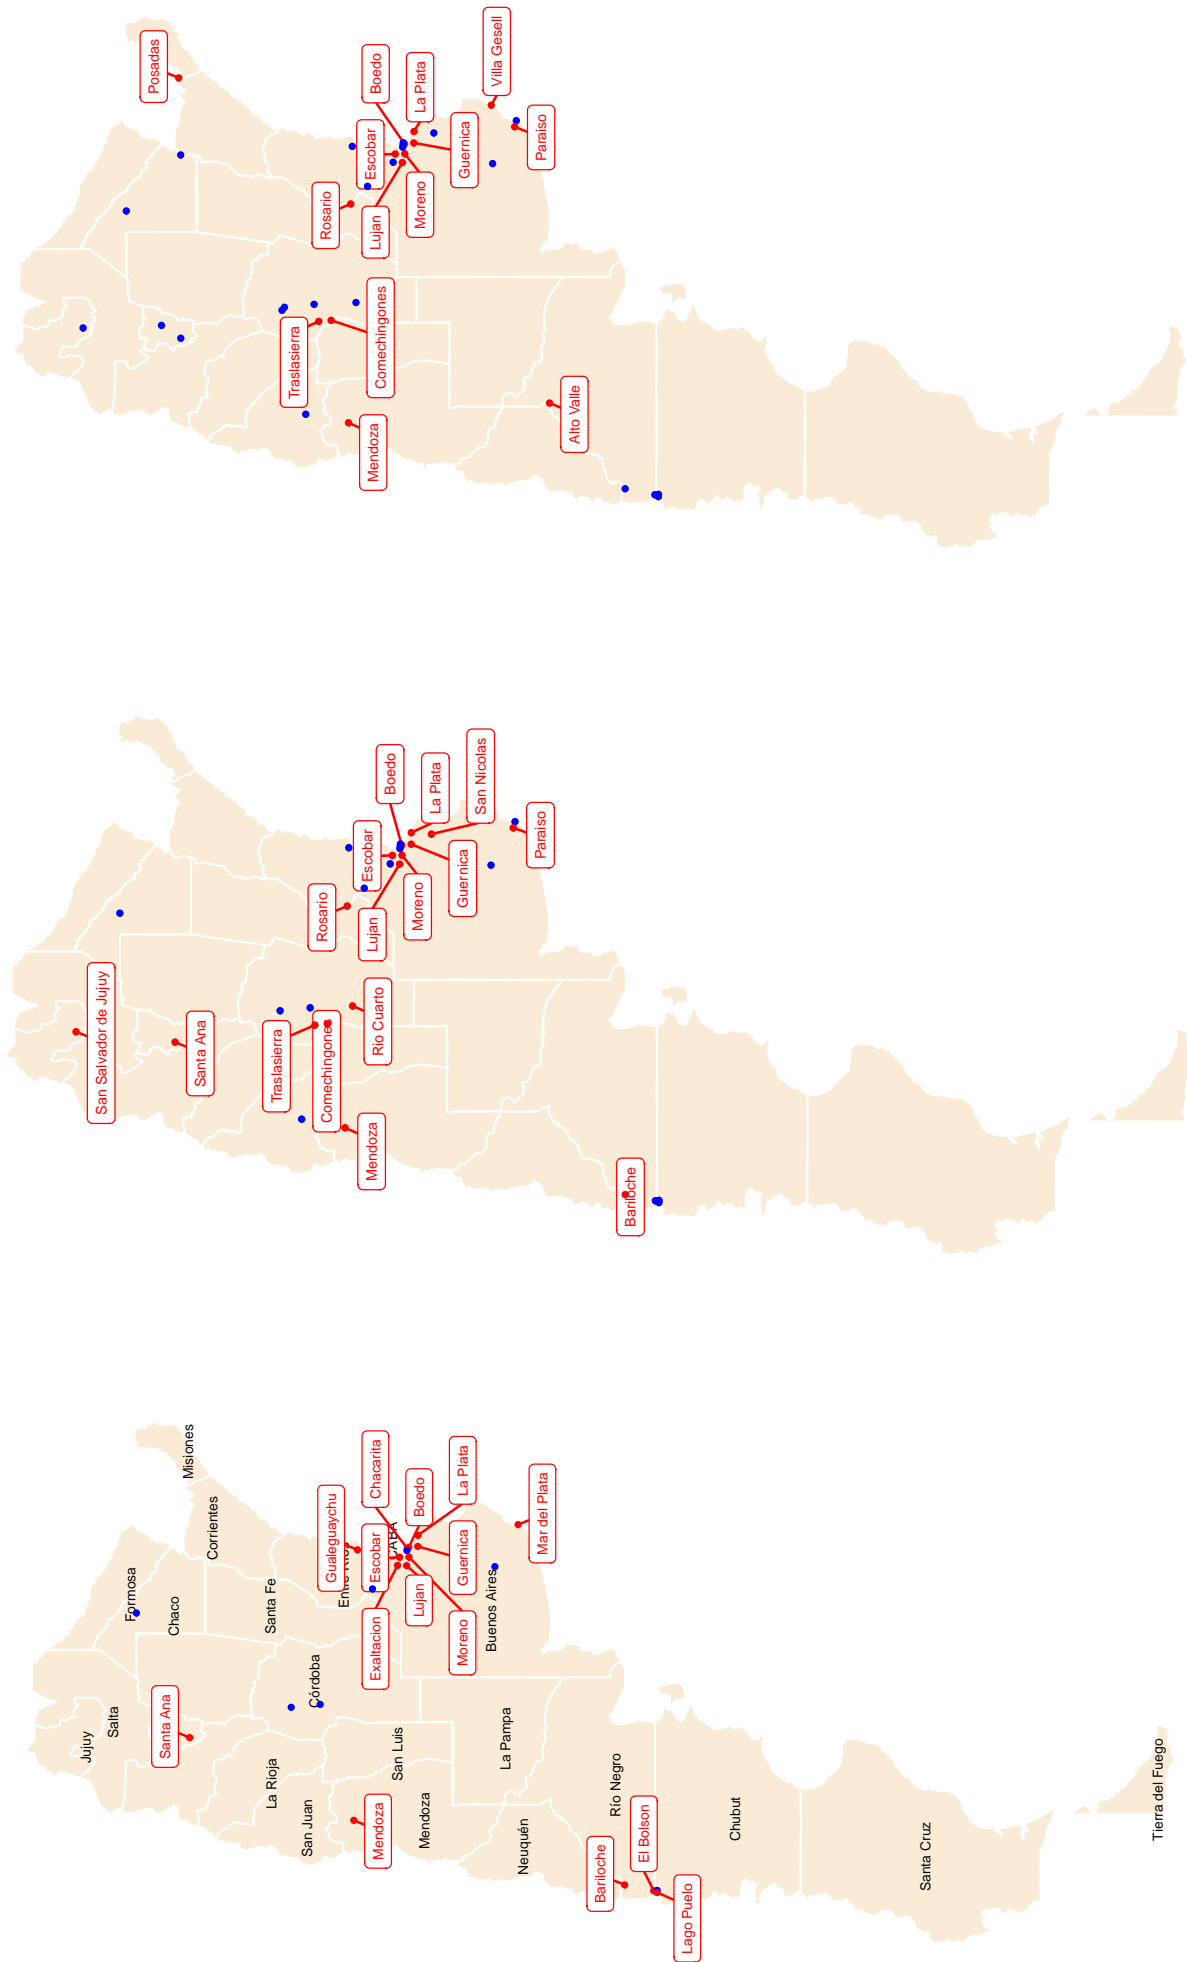 Jujuy
Salta
Formosa
Santa Ana
Chaco
Misiones
Corrientes
Santa Fe
La Rioja
San Juan
Córdoba
Gualeguaychu
Entre
Escobar
Chacarita
Exaltacion
Mendoza
CABA
San Luis
Boedo
Lujan
Mendoza
La Plata
Guernica
Moreno
Buenos Aires
La Pampa
Neuquén
Mar del Plata
Bariloche
Río Negro
El Bolson
Lago Puelo
Chubut
Santa Cruz
Tierra del Fuego
San Salvador de Jujuy
Santa Ana
Traslasierra
Rosario
Comechingones
Escobar
Mendoza
Lujan
Rio Cuarto
Boedo
Moreno
La Plata
Guernica
San Nicolas
Paraiso
Bariloche
Posadas
Traslasierra
Rosario
Escobar
Boedo
Mendoza
Lujan
Comechingones
La Plata
Moreno
Guernica
Villa Gesell
Paraiso
Alto Valle